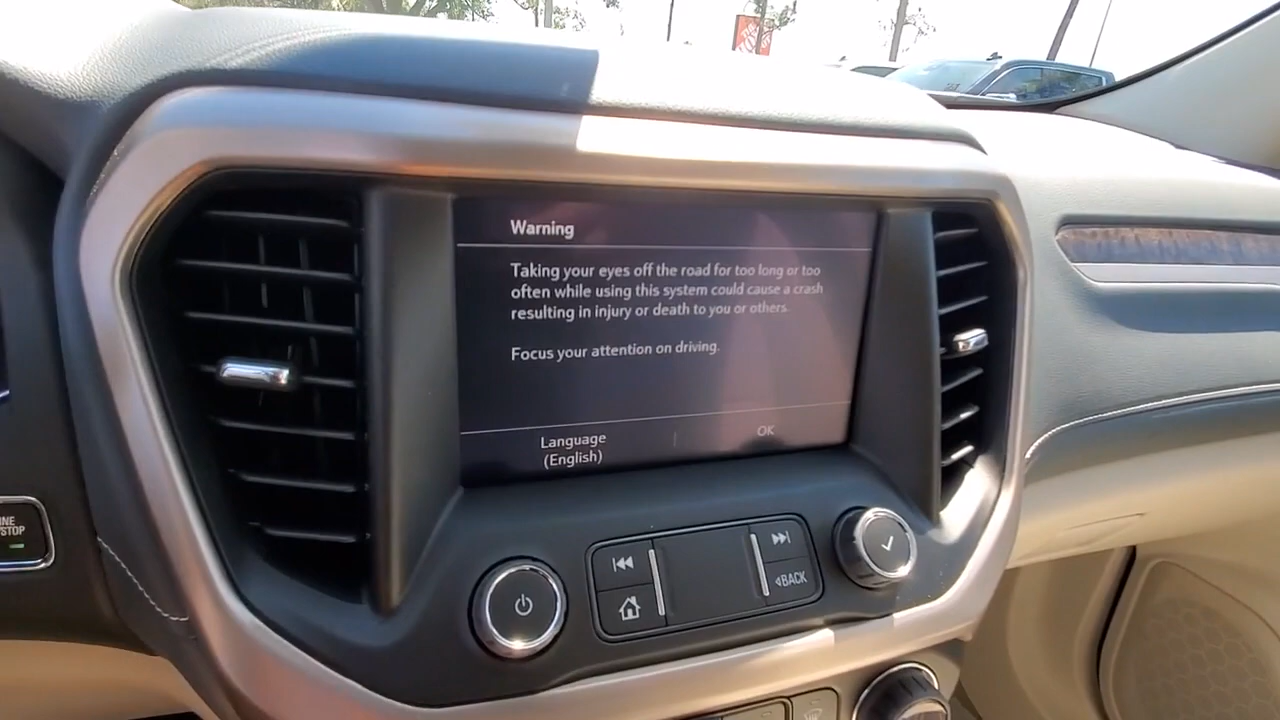 Warning
Taking your eyes off the road for too long or too
often while using this system could cause a crash
resulting in injury or death to you or others.
Focus your attention on driving.
Language
(English)
OK
BACK
STOP